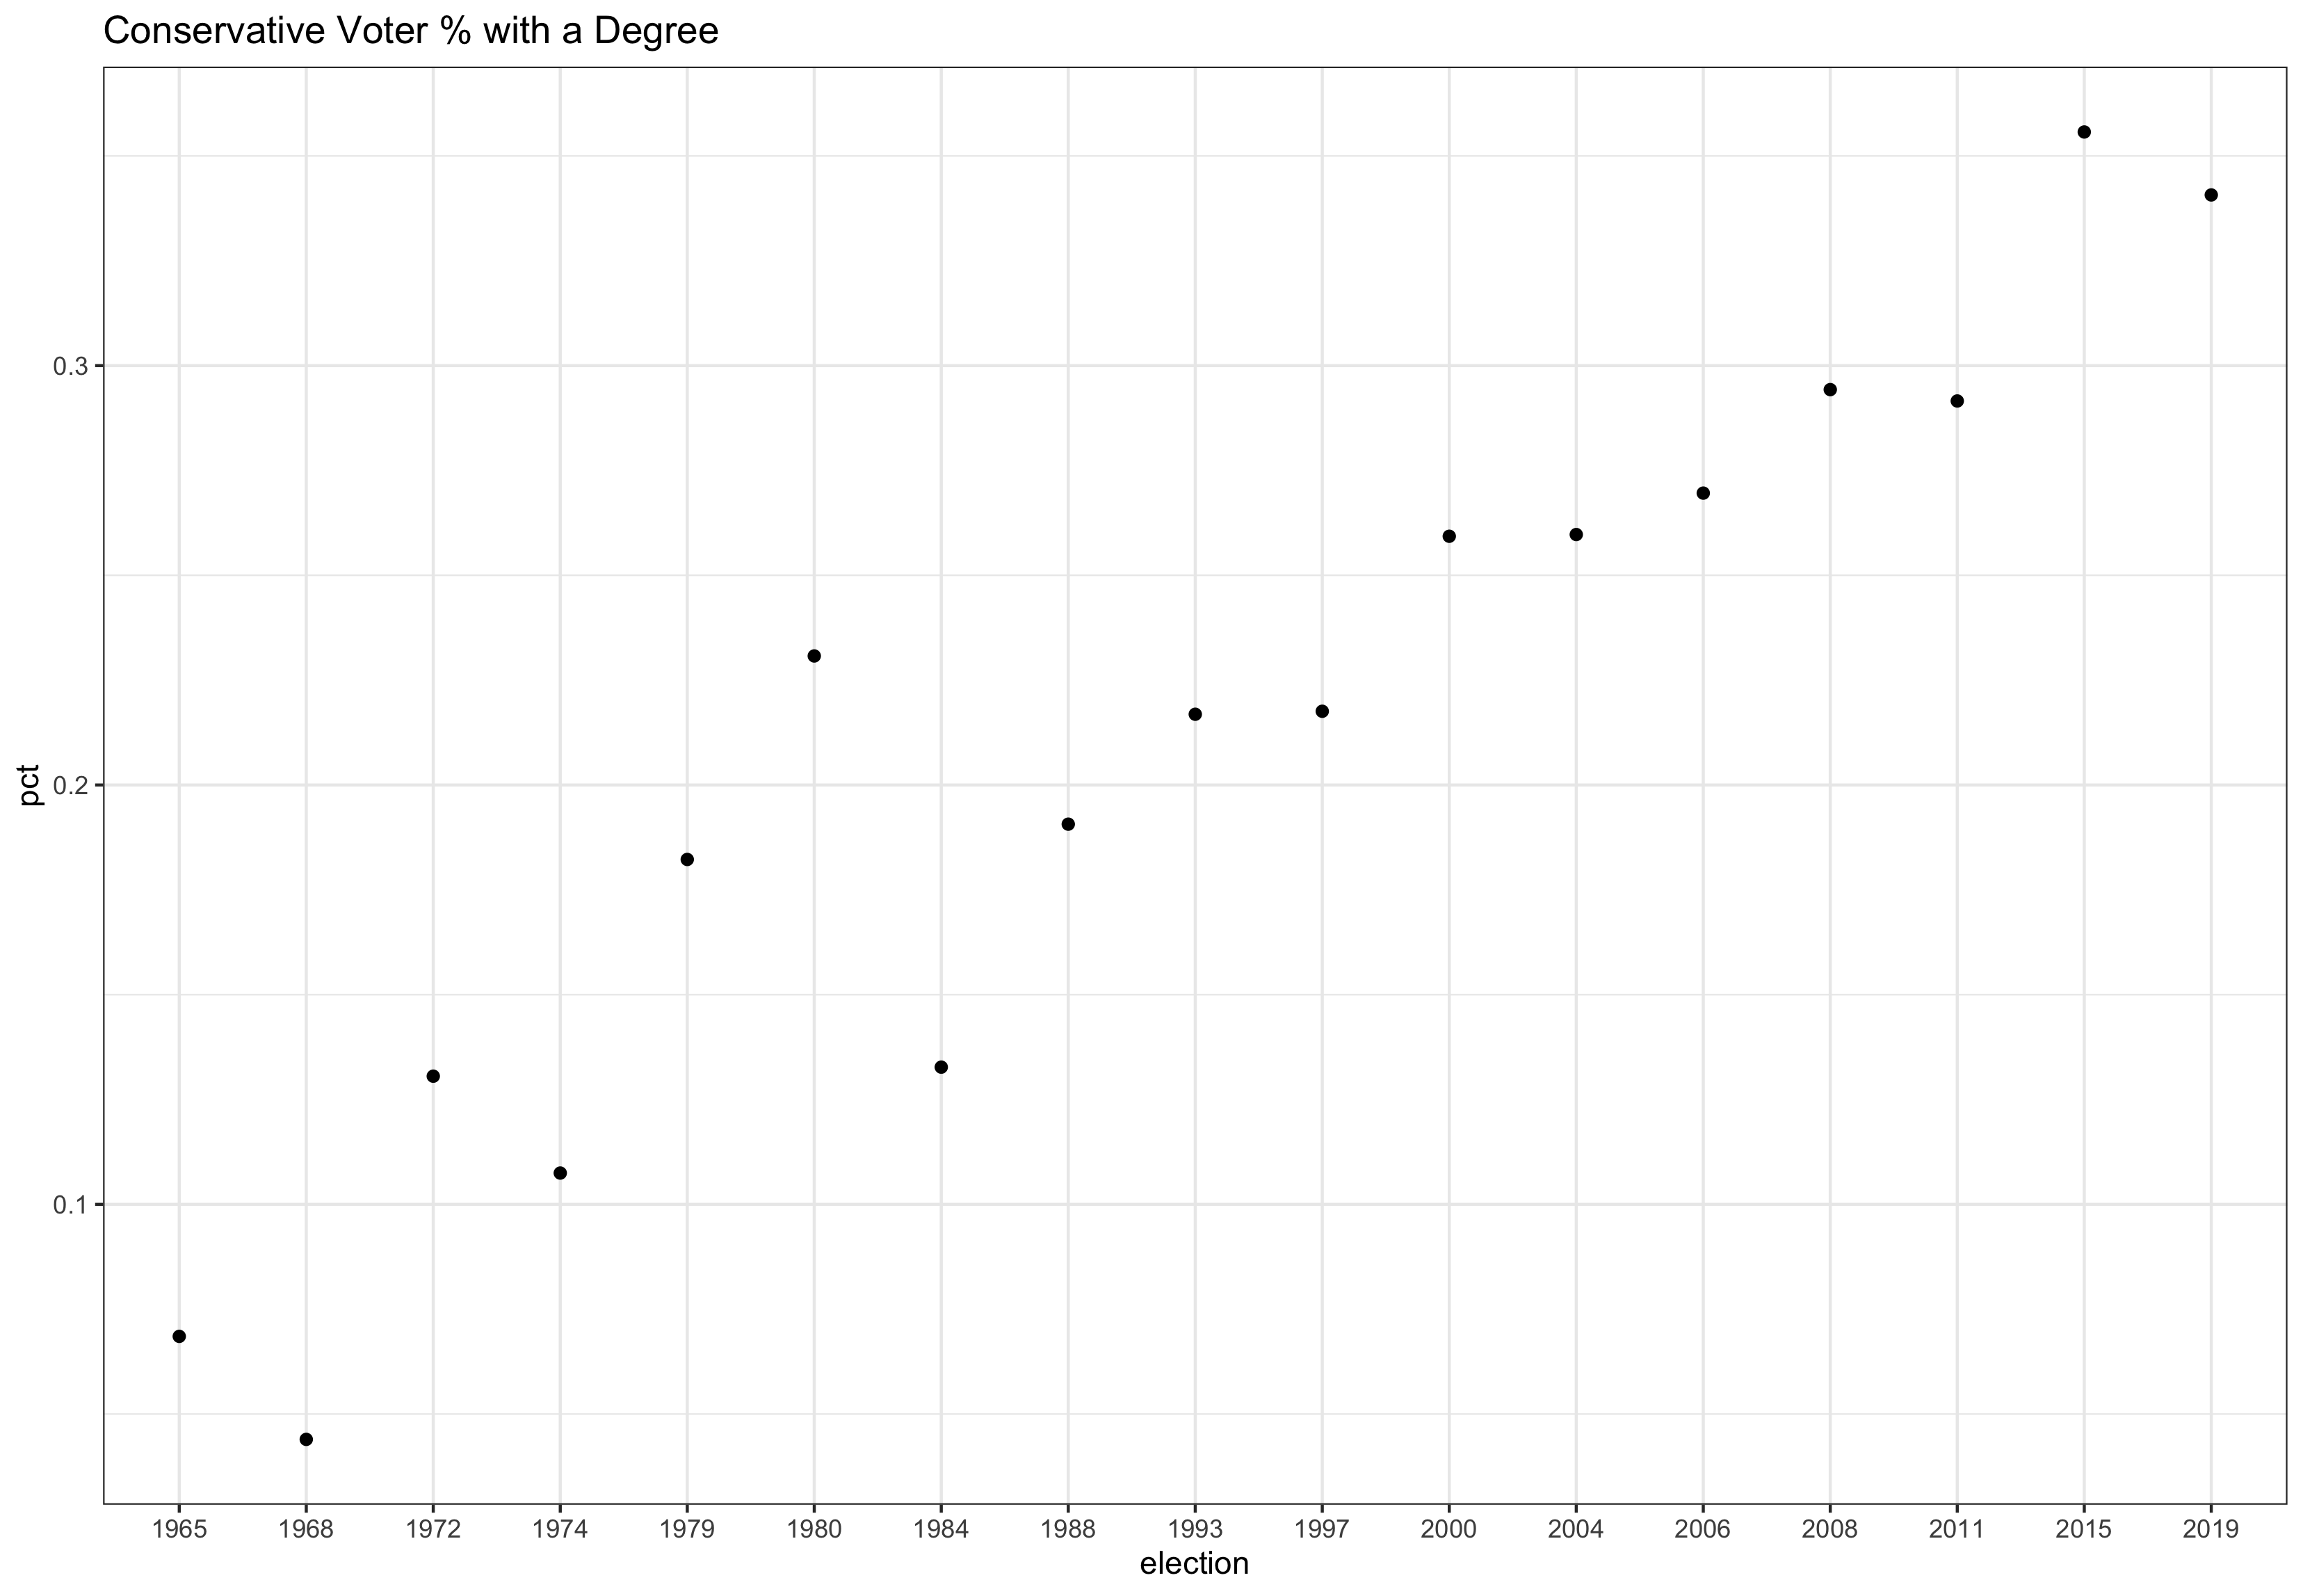 Conservative Voter % with a Degree
pct
0.3
0.2
0.1
1965 1968 1972 1974 1979 1980 1984 1988 1993 1997 2000 2004 2006 2008 2011 2015 2019
election